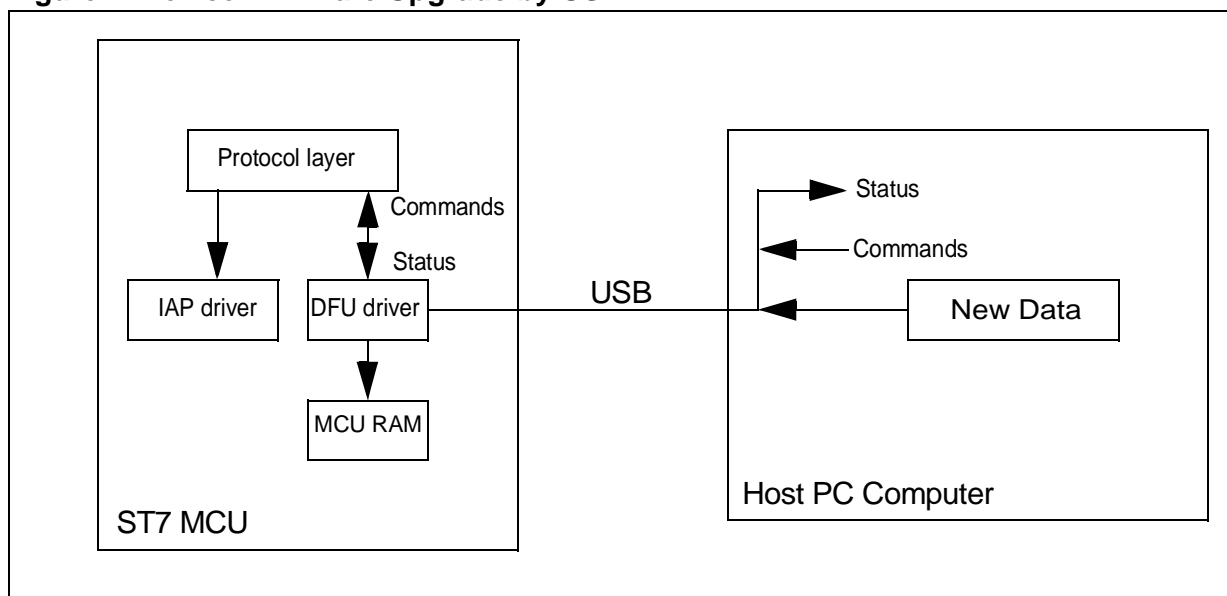 Protocol layer
Commands
Status
IAP driver
DFU driver
MCU RAM
ST7 MCU
USB
Status
Commands
New Data
Host PC Computer